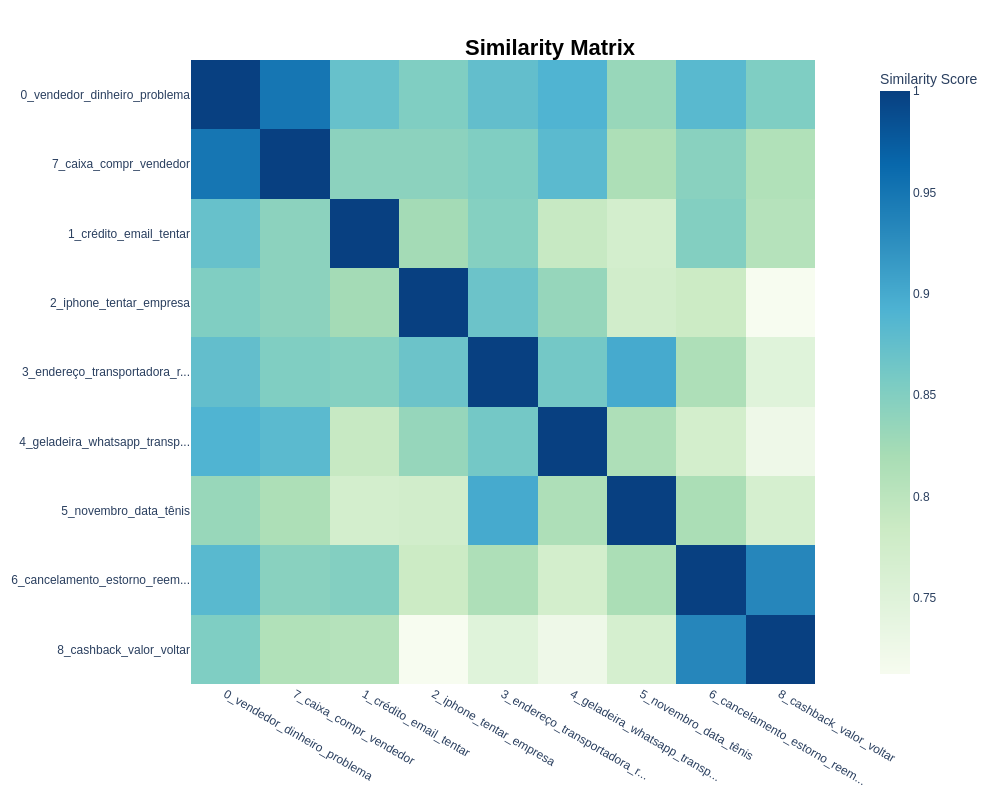 Similarity Matrix
Similarity Score
0_vendedor_dinheiro_problema
7_caixa_compr_vendedor
1_crédito_email_tentar
2_iphone_tentar_empresa
3_endereço_transportadora_r...
4_geladeira_whatsapp_transp...
5_novembro_data_tênis
6_cancelamento_estorno_reem...
8_cashback_valor_voltar
0_vendedor_dinheiro_problema
7_caixa_compr_vendedor
1_crédito_email_tentar
2_iphone_tentar_empresa
3_endereço_transportadora_r...
4_geladeira_whatsapp_transp...
5_novembro_data_tênis
6_cancelamento_estorno_reem...
8_cashback_valor_voltar
1
0.95
0.9
0.85
0.8
0.75